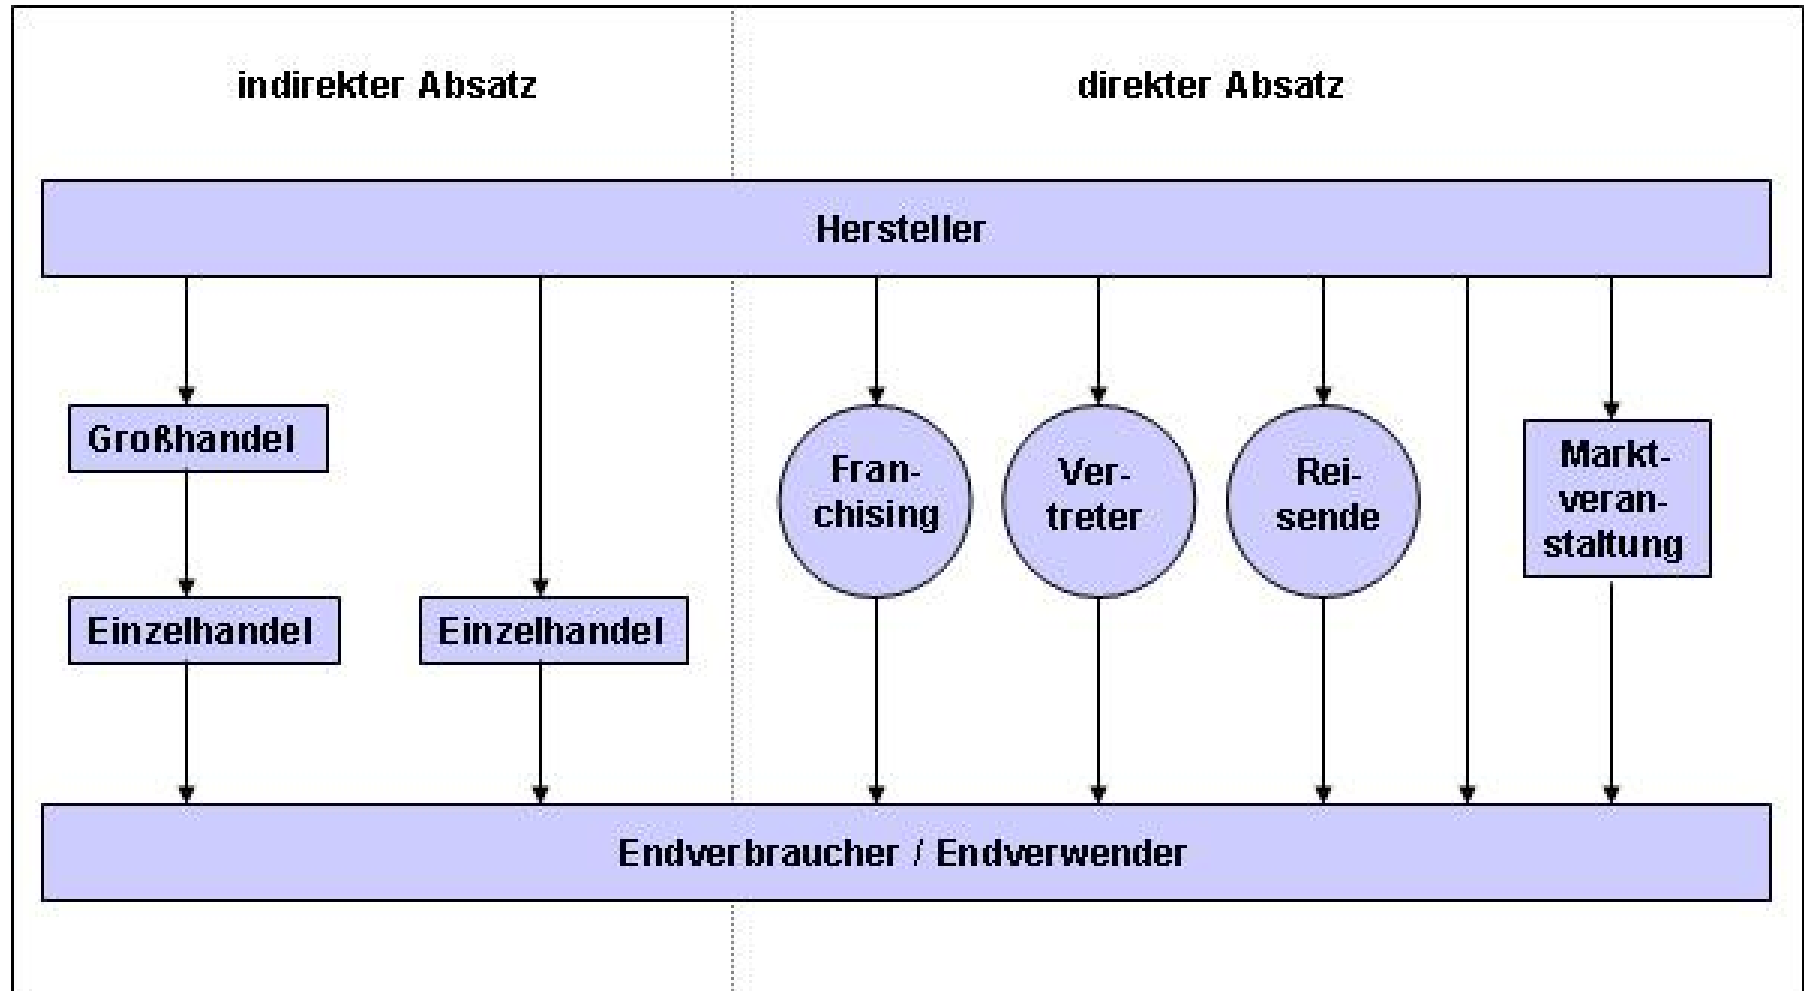 indirekter Absatz
direkter Absatz
Hersteller
Großhandel
Einzelhandel
Einzelhandel
Fran-
chising
Ver-
treter
Rei-
sende
Markt-
veran-
staltung
Endverbraucher / Endverwender